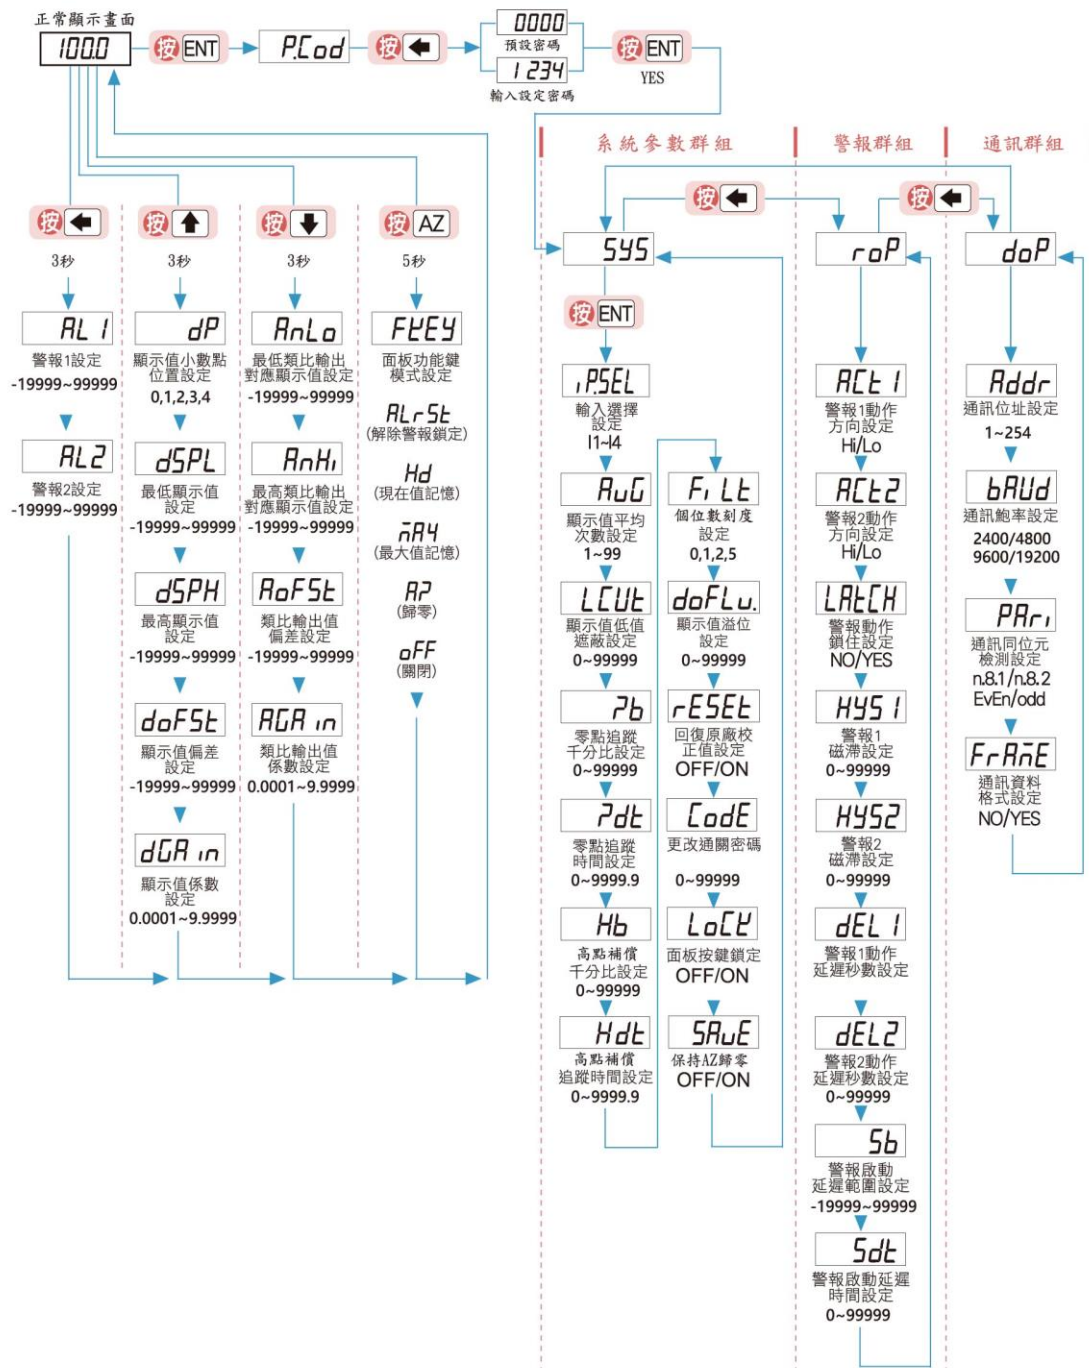 正常顯示畫面
100.0
按 ENT
P.Cod
按
0000
預設密碼
1234
輸入設定密碼
按 ENT
YES
系統參數群組
警報群組
通訊群組
按
3秒
按
3秒
按
3秒
按 AZ
5秒
AL1
警報1設定
-19999~99999
AL2
警報2設定
-19999~99999
dP
顯示值小數點
位置設定
0,1,2,3,4
dSPL
最低顯示值
設定
-19999~99999
dSPH
最高顯示值
設定
-19999~99999
doFSt
顯示值偏差
設定
-19999~99999
dGAin
顯示值係數
設定
0.0001~9.9999
AnLo
最低類比輸出
對應顯示值設定
-19999~99999
AnHi
最高類比輸出
對應顯示值設定
-19999~99999
AoFSt
類比輸出值
偏差設定
-19999~99999
AGAin
類比輸出值
係數設定
0.0001~9.9999
FKEY
面板功能鍵
模式設定
ALrSt
(解除警報鎖定)
Hd
(現在值記憶)
mAX
(最大值記憶)
AZ
(歸零)
oFF
(關閉)
按
按
SYS
按 ENT
iPSEL
輸入選擇
設定
I1~I4
AvG
顯示值平均
次數設定
1~99
LCUt
顯示值低值
遮蔽設定
0~99999
Zb
零點追蹤
千分比設定
0~99999
Zdt
零點追蹤
時間設定
0~9999.9
Hb
高點補償
千分比設定
0~99999
Hdt
高點補償
追蹤時間設定
0~9999.9
FiLt
個位數刻度
設定
0,1,2,5
doFLv.
顯示值溢位
設定
0~99999
rESEt
回復原廠校
正值設定
OFF/ON
CodE
更改通關密碼
0~99999
LoCK
面板按鍵鎖定
OFF/ON
SAvE
保持AZ歸零
OFF/ON
roP
ACt1
警報1動作
方向設定
Hi/Lo
ACt2
警報2動作
方向設定
Hi/Lo
LAtCH
警報動作
鎖住設定
NO/YES
HYS1
警報1
磁滯設定
0~99999
HYS2
警報2
磁滯設定
0~99999
dEL1
警報1動作
延遲秒數設定
dEL2
警報2動作
延遲秒數設定
0~99999
Sb
警報啟動
延遲範圍設定
-19999~99999
Sdt
警報啟動延遲
時間設定
0~99999
doP
Addr
通訊位址設定
1~254
bAUd
通訊鮑率設定
2400/4800
9600/19200
PAri
通訊同位元
檢測設定
n.8.1/n.8.2
EvEn/odd
FrAmE
通訊資料
格式設定
NO/YES